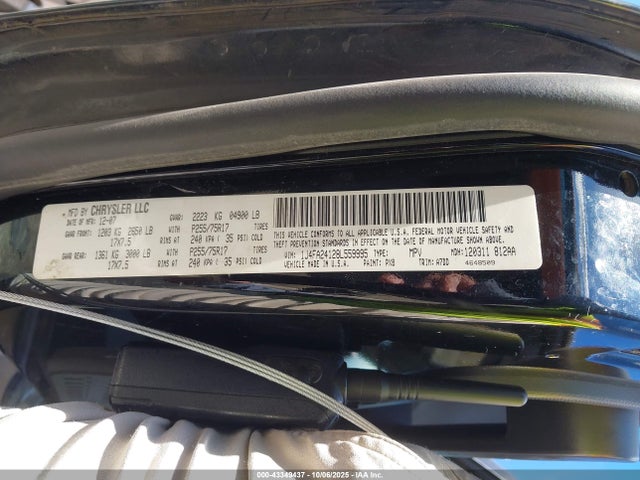 MFD BY CHRYSLER LLC
DATE OF MFR: 12-07 GVWR: 2223 KG 04900 LB
GAWR FRONT: 1203 KG 2650 LB WITH P255/75R17 TIRES
17X7.5 RIMS AT 240 KPA ( 35 PSI) COLD
GAWR REAR: 1361 KG 3000 LB WITH P255/75R17 TIRES
17X7.5 RIMS AT 240 KPA ( 35 PSI) COLD
THIS VEHICLE CONFORMS TO ALL APPLICABLE U.S.A. FEDERAL MOTOR VEHICLE SAFETY AND
THEFT PREVENTION STANDARDS IN EFFECT ON THE DATE OF MANUFACTURE SHOWN ABOVE.
VIN: 1J4FA24128L559995 TYPE: MPV MDH: 120311 812AA
VEHICLE MADE IN U.S.A. PAINT: PX8 TRIM: A7DD 4648509
000-43349437 - 10/06/2025 - IAA Inc.